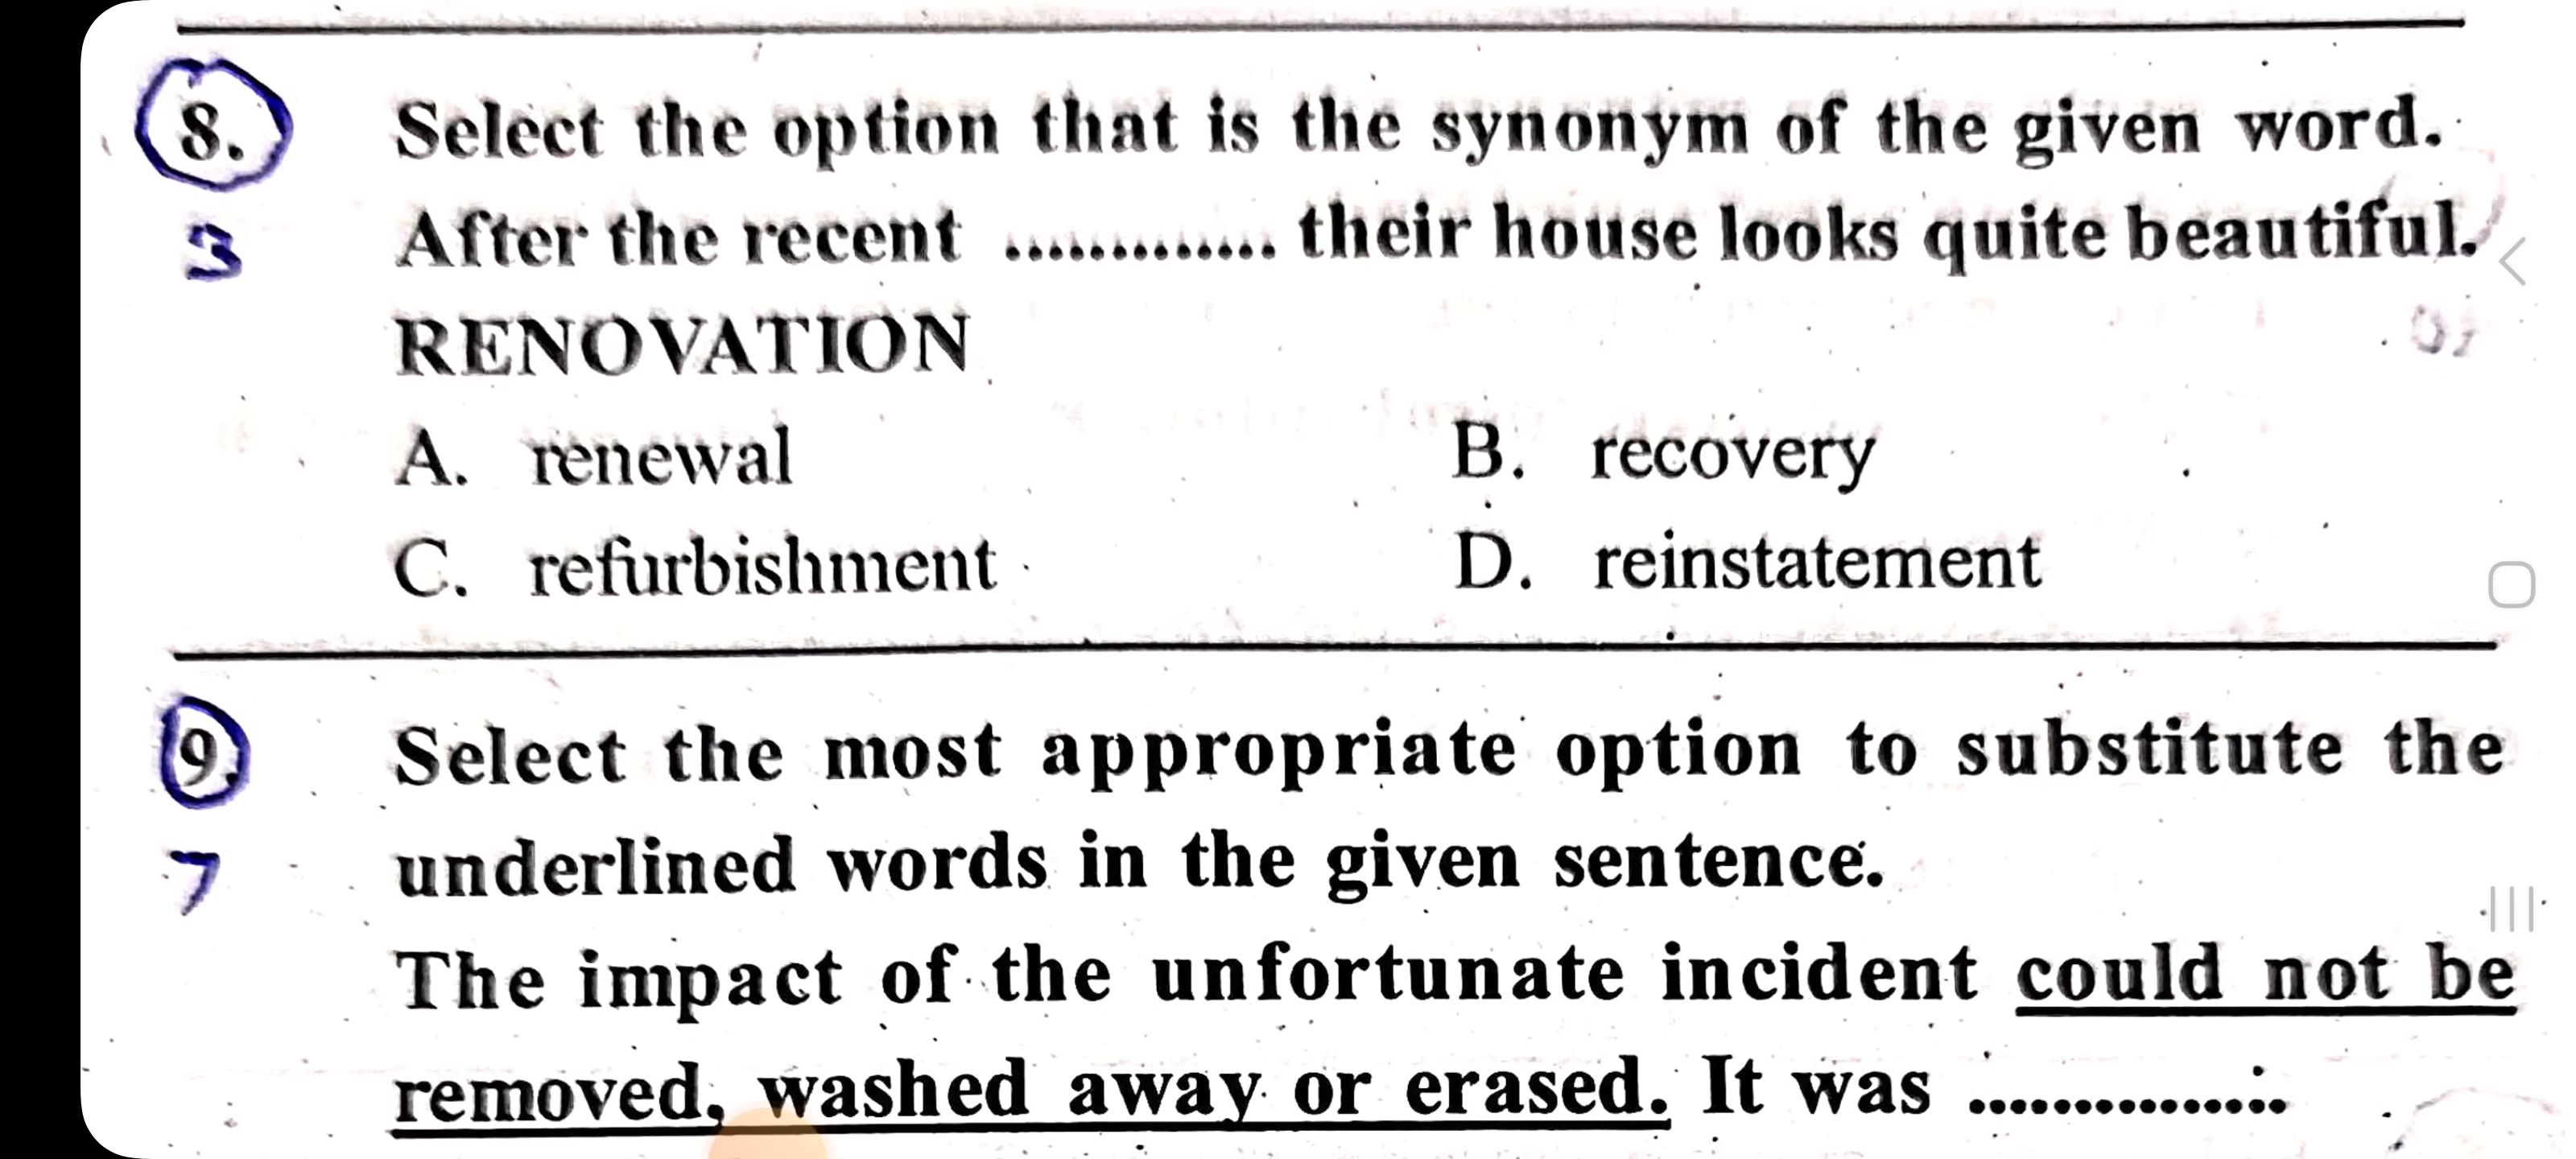 8. Select the option that is the synonym of the given word.
3 After the recent ............. their house looks quite beautiful.
RENOVATION
A. renewal B. recovery
C. refurbishment D. reinstatement
9. Select the most appropriate option to substitute the
7 underlined words in the given sentence.
The impact of the unfortunate incident could not be
removed, washed away or erased. It was ...............